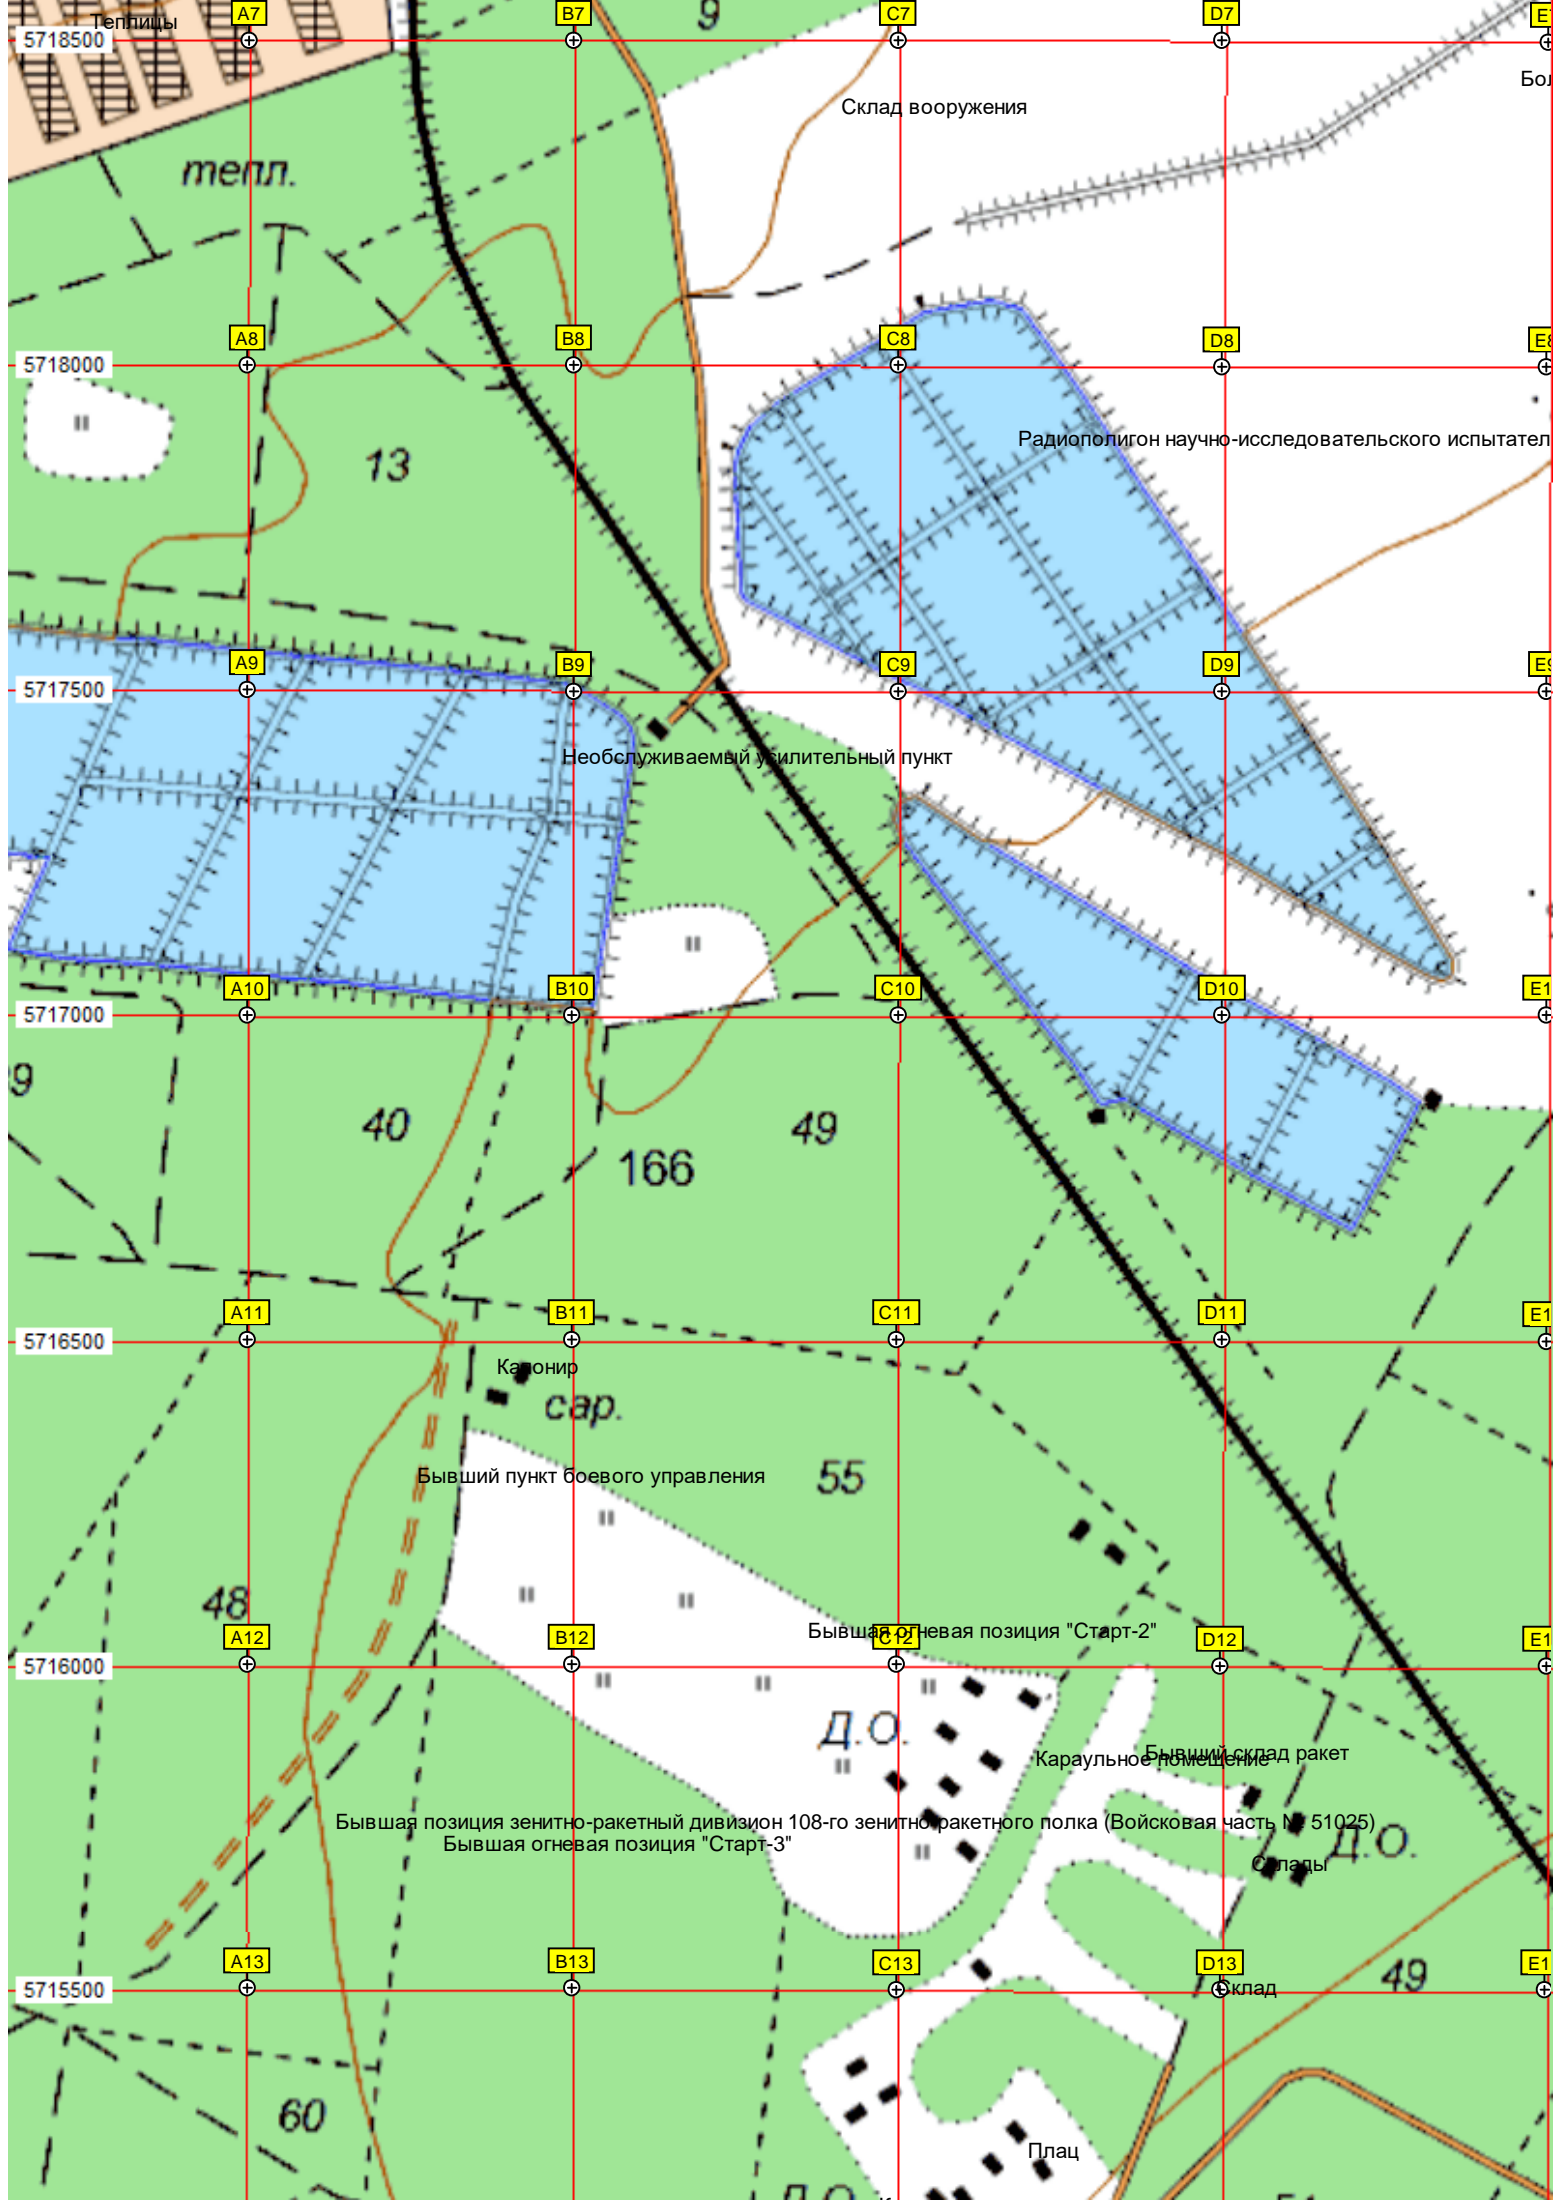 Теплицы
A7
B7
9
C7
D7
5718500
Склад вооружения
тепл.
A8
B8
C8
D8
5718000
13
Радиополигон научно-исследовательского
A9
B9
C9
D9
5717500
Необслуживаемый усилительный пункт
A10
B10
C10
D10
5717000
40
49
166
A11
B11
C11
D11
5716500
Капонир
сар.
Бывший пункт боевого управления
55
48
Бывшая огневая позиция "Старт-2"
A12
B12
C12
D12
5716000
Д.О.
Караульное помещение
Бывший склад ракет
Бывшая позиция зенитно-ракетный дивизион 108-го зенитно-ракетного полка (Войсковая часть № 51025)
Бывшая огневая позиция "Старт-3"
Д.О.
Склады
A13
B13
C13
D13
5715500
Склад
49
60
Плац